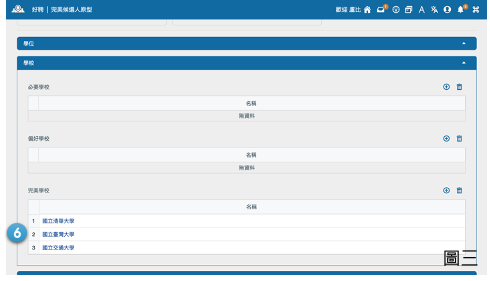 好聘 | 完美候選人原型
歡迎 盧比
學位
學校
必要學校
名稱
無資料
偏好學校
名稱
無資料
完美學校
名稱
1 國立清華大學
2 國立臺灣大學
3 國立交通大學
6
圖三